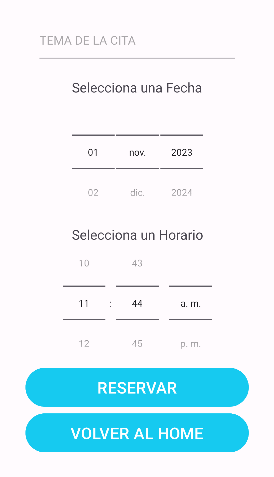 TEMA DE LA CITA
Selecciona una Fecha
01 nov. 2023
02 dic. 2024
Selecciona un Horario
10 43
11 : 44 a. m.
12 45 p. m.
RESERVAR
VOLVER AL HOME